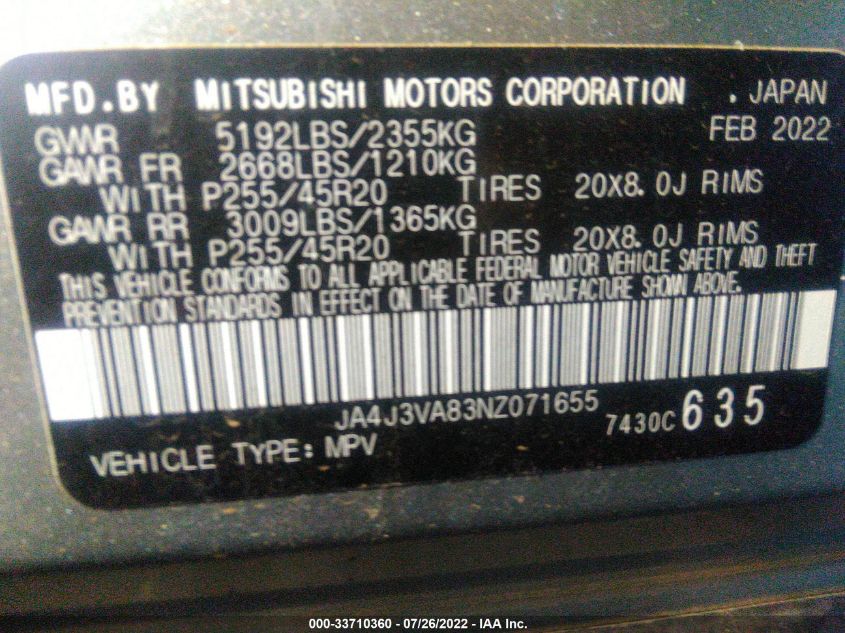 MFD.BY MITSUBISHI MOTORS CORPORATION . JAPAN
GVWR 5192LBS/2355KG FEB 2022
GAWR FR 2668LBS/1210KG
WITH P255/45R20 TIRES 20X8.0J RIMS
GAWR RR 3009LBS/1365KG
WITH P255/45R20 TIRES 20X8.0J RIMS
THIS VEHICLE CONFORMS TO ALL APPLICABLE FEDERAL MOTOR VEHICLE SAFETY AND THEFT
PREVENTION STANDARDS IN EFFECT ON THE DATE OF MANUFACTURE SHOWN ABOVE.
JA4J3VA83NZ071655 7430C 635
VEHICLE TYPE: MPV
000-33710360 - 07/26/2022 - IAA Inc.